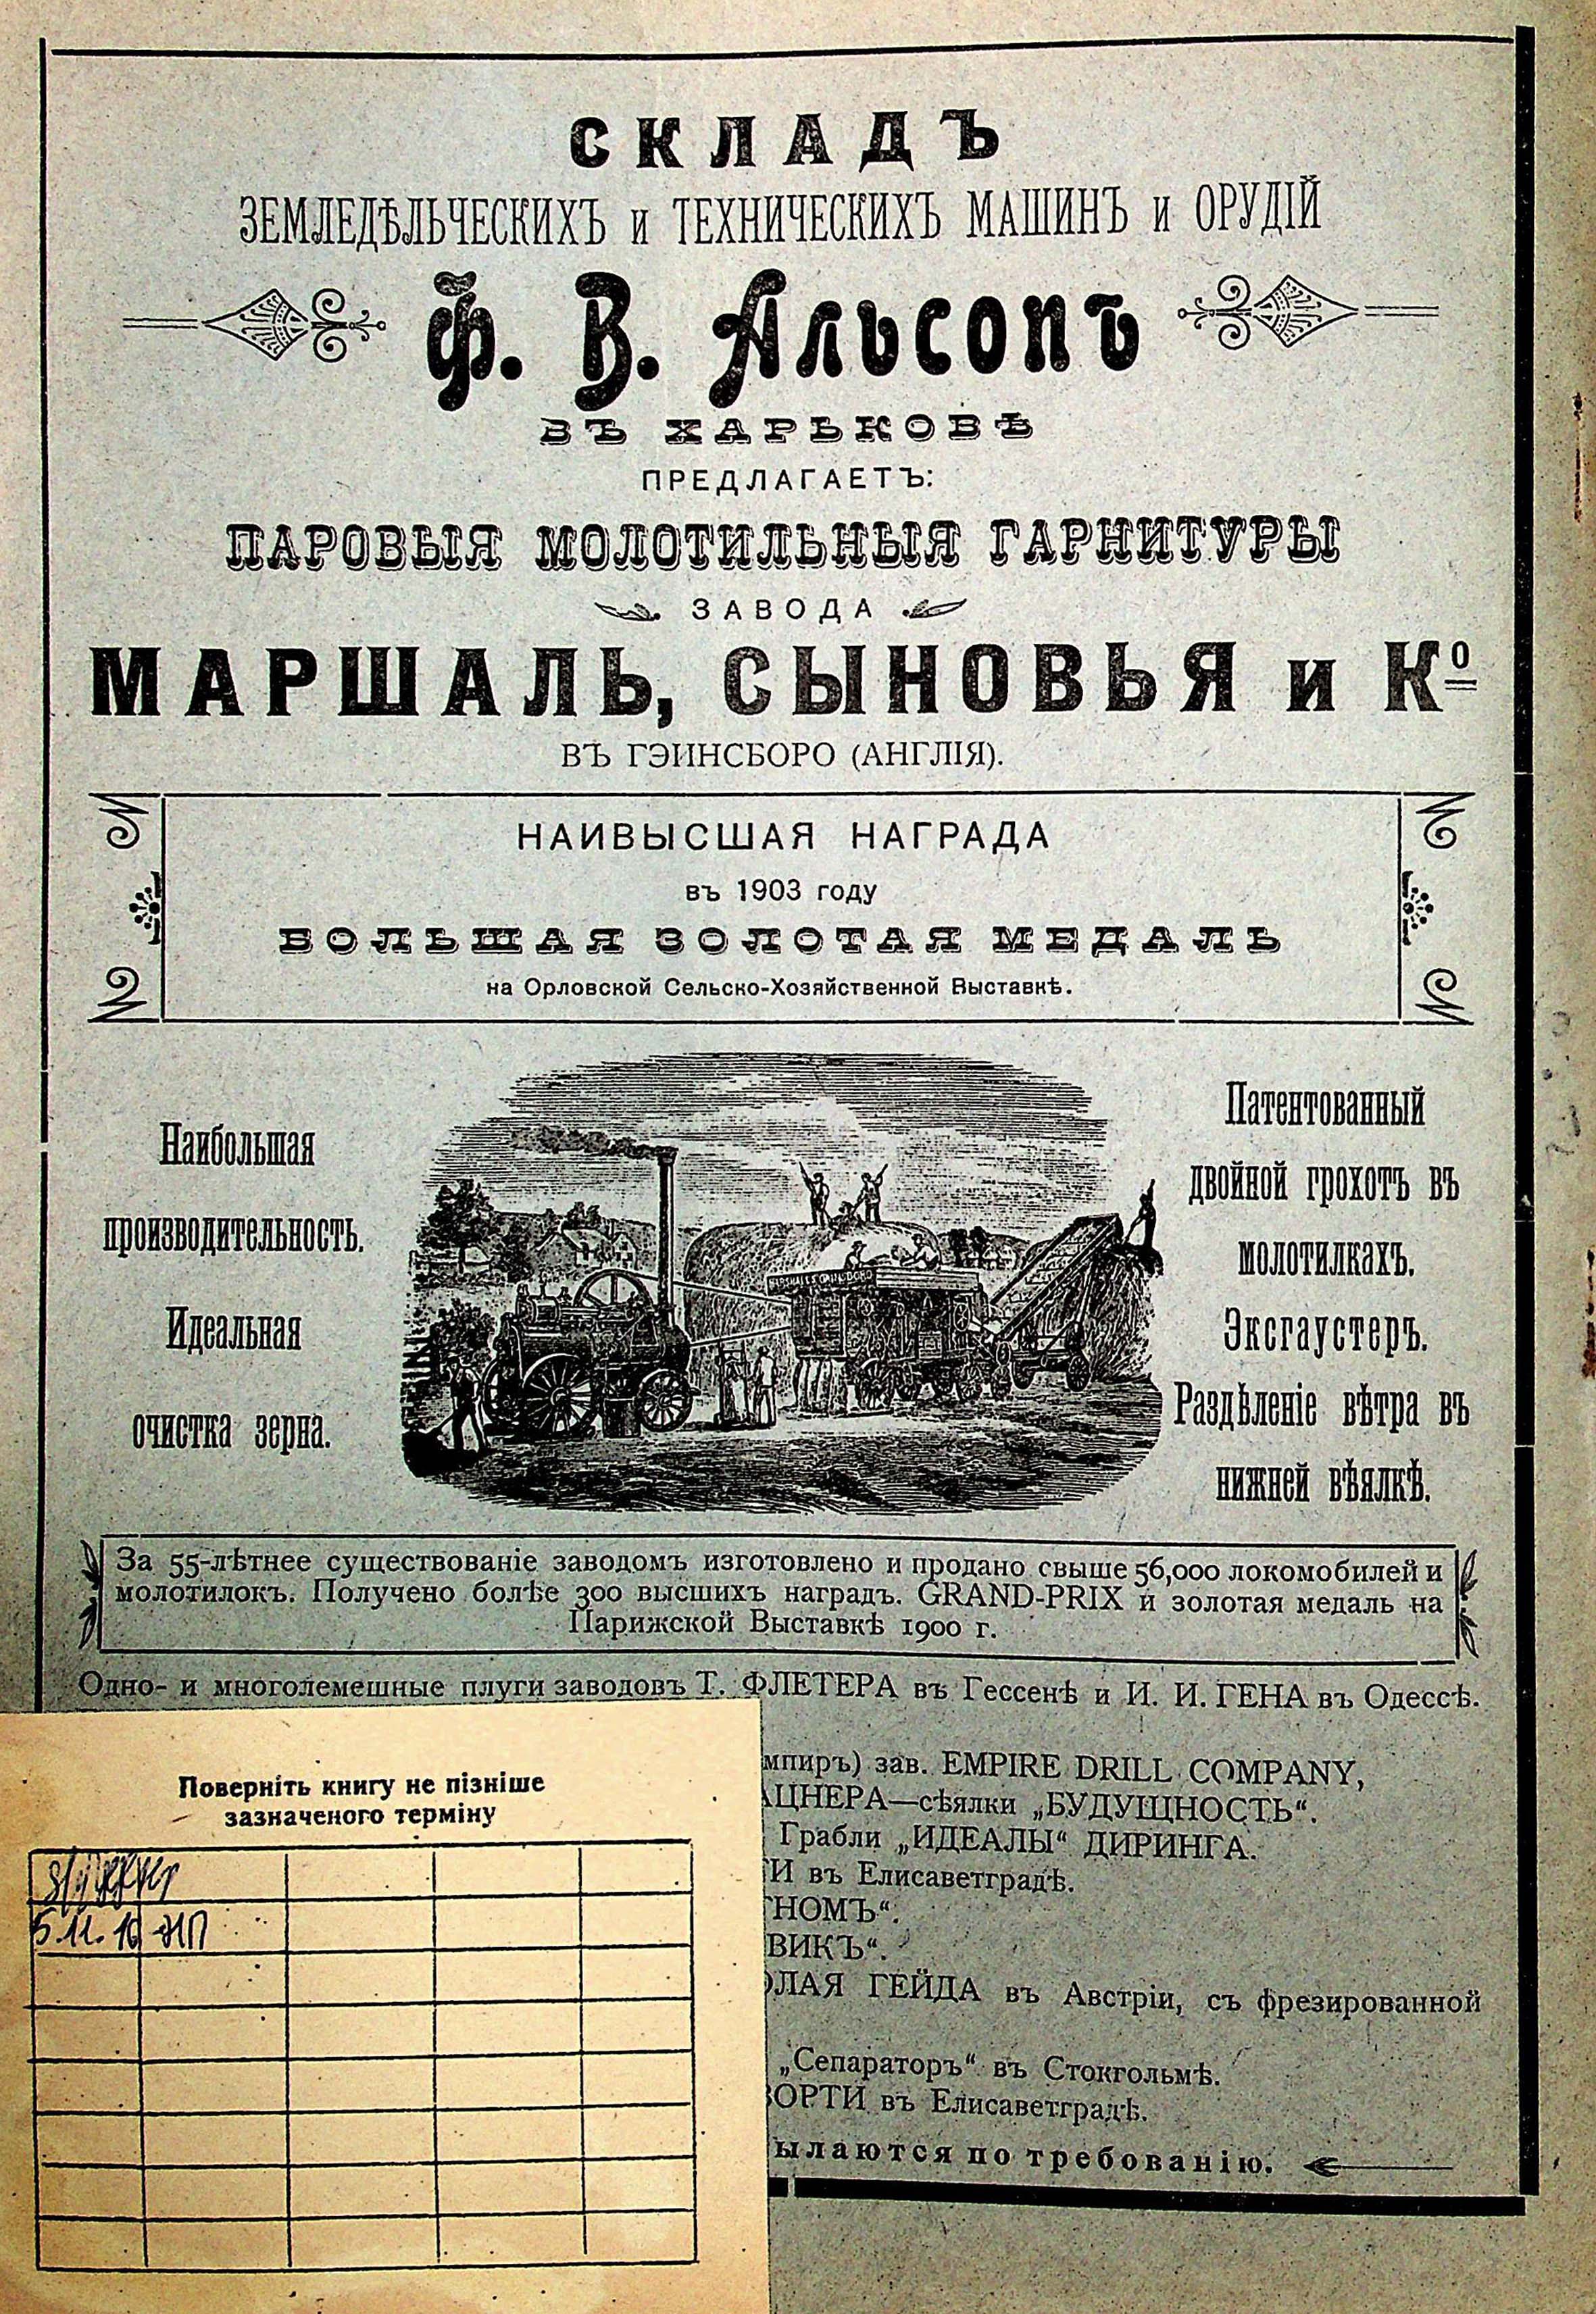 СКЛАДЪ
ЗЕМЛЕДѢЛЬЧЕСКИХЪ и ТЕХНИЧЕСКИХЪ МАШИНЪ и ОРУДІЙ
Ф. В. Альсопъ
ВЪ ХАРЬКОВѢ
ПРЕДЛАГАЕТЪ:
ПАРОВЫЯ МОЛОТИЛЬНЫЯ ГАРНИТУРЫ
ЗАВОДА
МАРШАЛЬ, СЫНОВЬЯ и Ко
ВЪ ГЭИНСБОРО (АНГЛІЯ).
НАИВЫСШАЯ НАГРАДА
въ 1903 году
БОЛЬШАЯ ЗОЛОТАЯ МЕДАЛЬ
на Орловской Сельско-Хозяйственной Выставкѣ.
Наибольшая
производительность.
Идеальная
очистка зерна.
MARSHALLS GAINSBORO
Патентованный
двойной грохотъ въ
молотилкахъ.
Эксгаустеръ.
Раздѣленіе вѣтра въ
нижней вѣялкѣ.
За 55-лѣтнее существованіе заводомъ изготовлено и продано свыше 56,000 локомобилей и
молотилокъ. Получено болѣе 300 высшихъ наградъ. GRAND-PRIX и золотая медаль на
Парижской Выставкѣ 1900 г.
Одно- и многолемешные плуги заводовъ Т. ФЛЕТЕРА въ Гессенѣ и И. И. ГЕНА въ Одессѣ.
мпиръ) зав. EMPIRE DRILL COMPANY,
АЦНЕРА—сѣялки „БУДУЩНОСТЬ“.
Грабли „ИДЕАЛЫ“ ДИРИНГА.
ТИ въ Елисаветградѣ.
НОМЪ“.
ВИКЪ“.
ОЛАЯ ГЕЙДА въ Австріи, съ фрезированной
„Сепараторъ“ въ Стокгольмѣ.
ВОРТИ въ Елисаветградѣ.
ылаются по требованію.
Поверніть книгу не пізніше
зазначеного терміну
5.11.16 НП